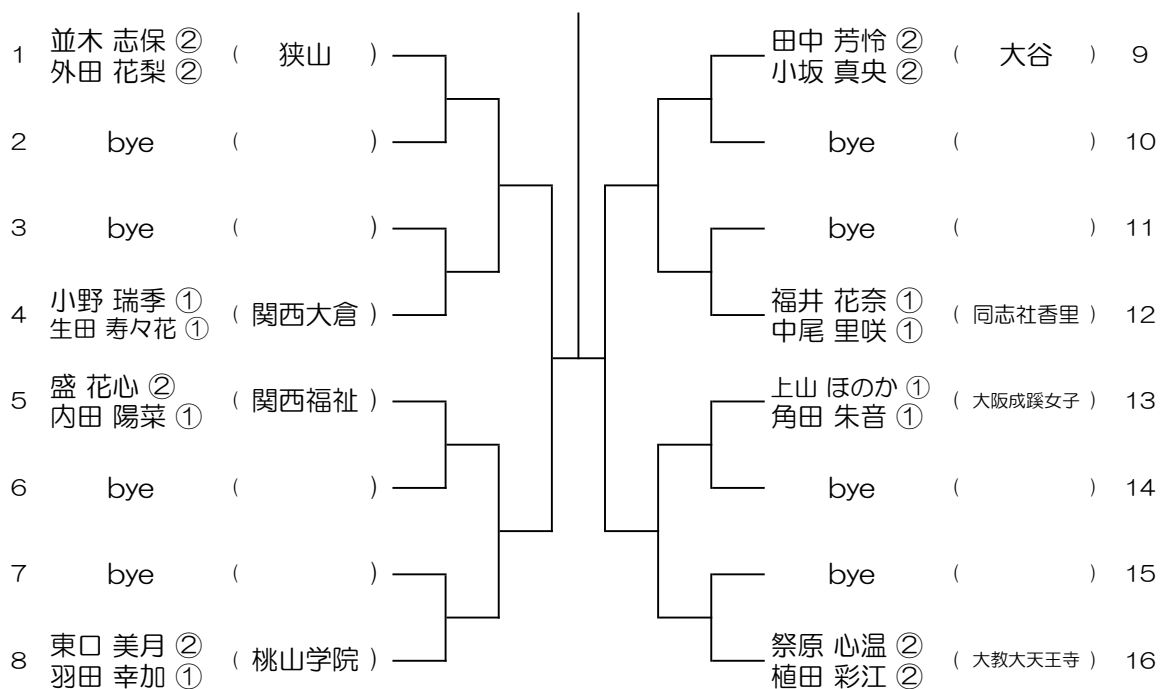 1 並木 志保 ② ( 狭山 )
外田 花梨 ②
2 bye ( )
3 bye ( )
4 小野 瑞季 ① ( 関西大倉 )
生田 寿々花 ①
5 盛 花心 ② ( 関西福祉 )
内田 陽菜 ①
6 bye ( )
7 bye ( )
8 東口 美月 ② ( 桃山学院 )
羽田 幸加 ①
田中 芳怜 ② ( 大谷 ) 9
小坂 真央 ②
bye ( ) 10
bye ( ) 11
福井 花奈 ① ( 同志社香里 ) 12
中尾 里咲 ①
上山 ほのか ① ( 大阪成蹊女子 ) 13
角田 朱音 ①
bye ( ) 14
bye ( ) 15
祭原 心温 ② ( 大教大天王寺 ) 16
植田 彩江 ②